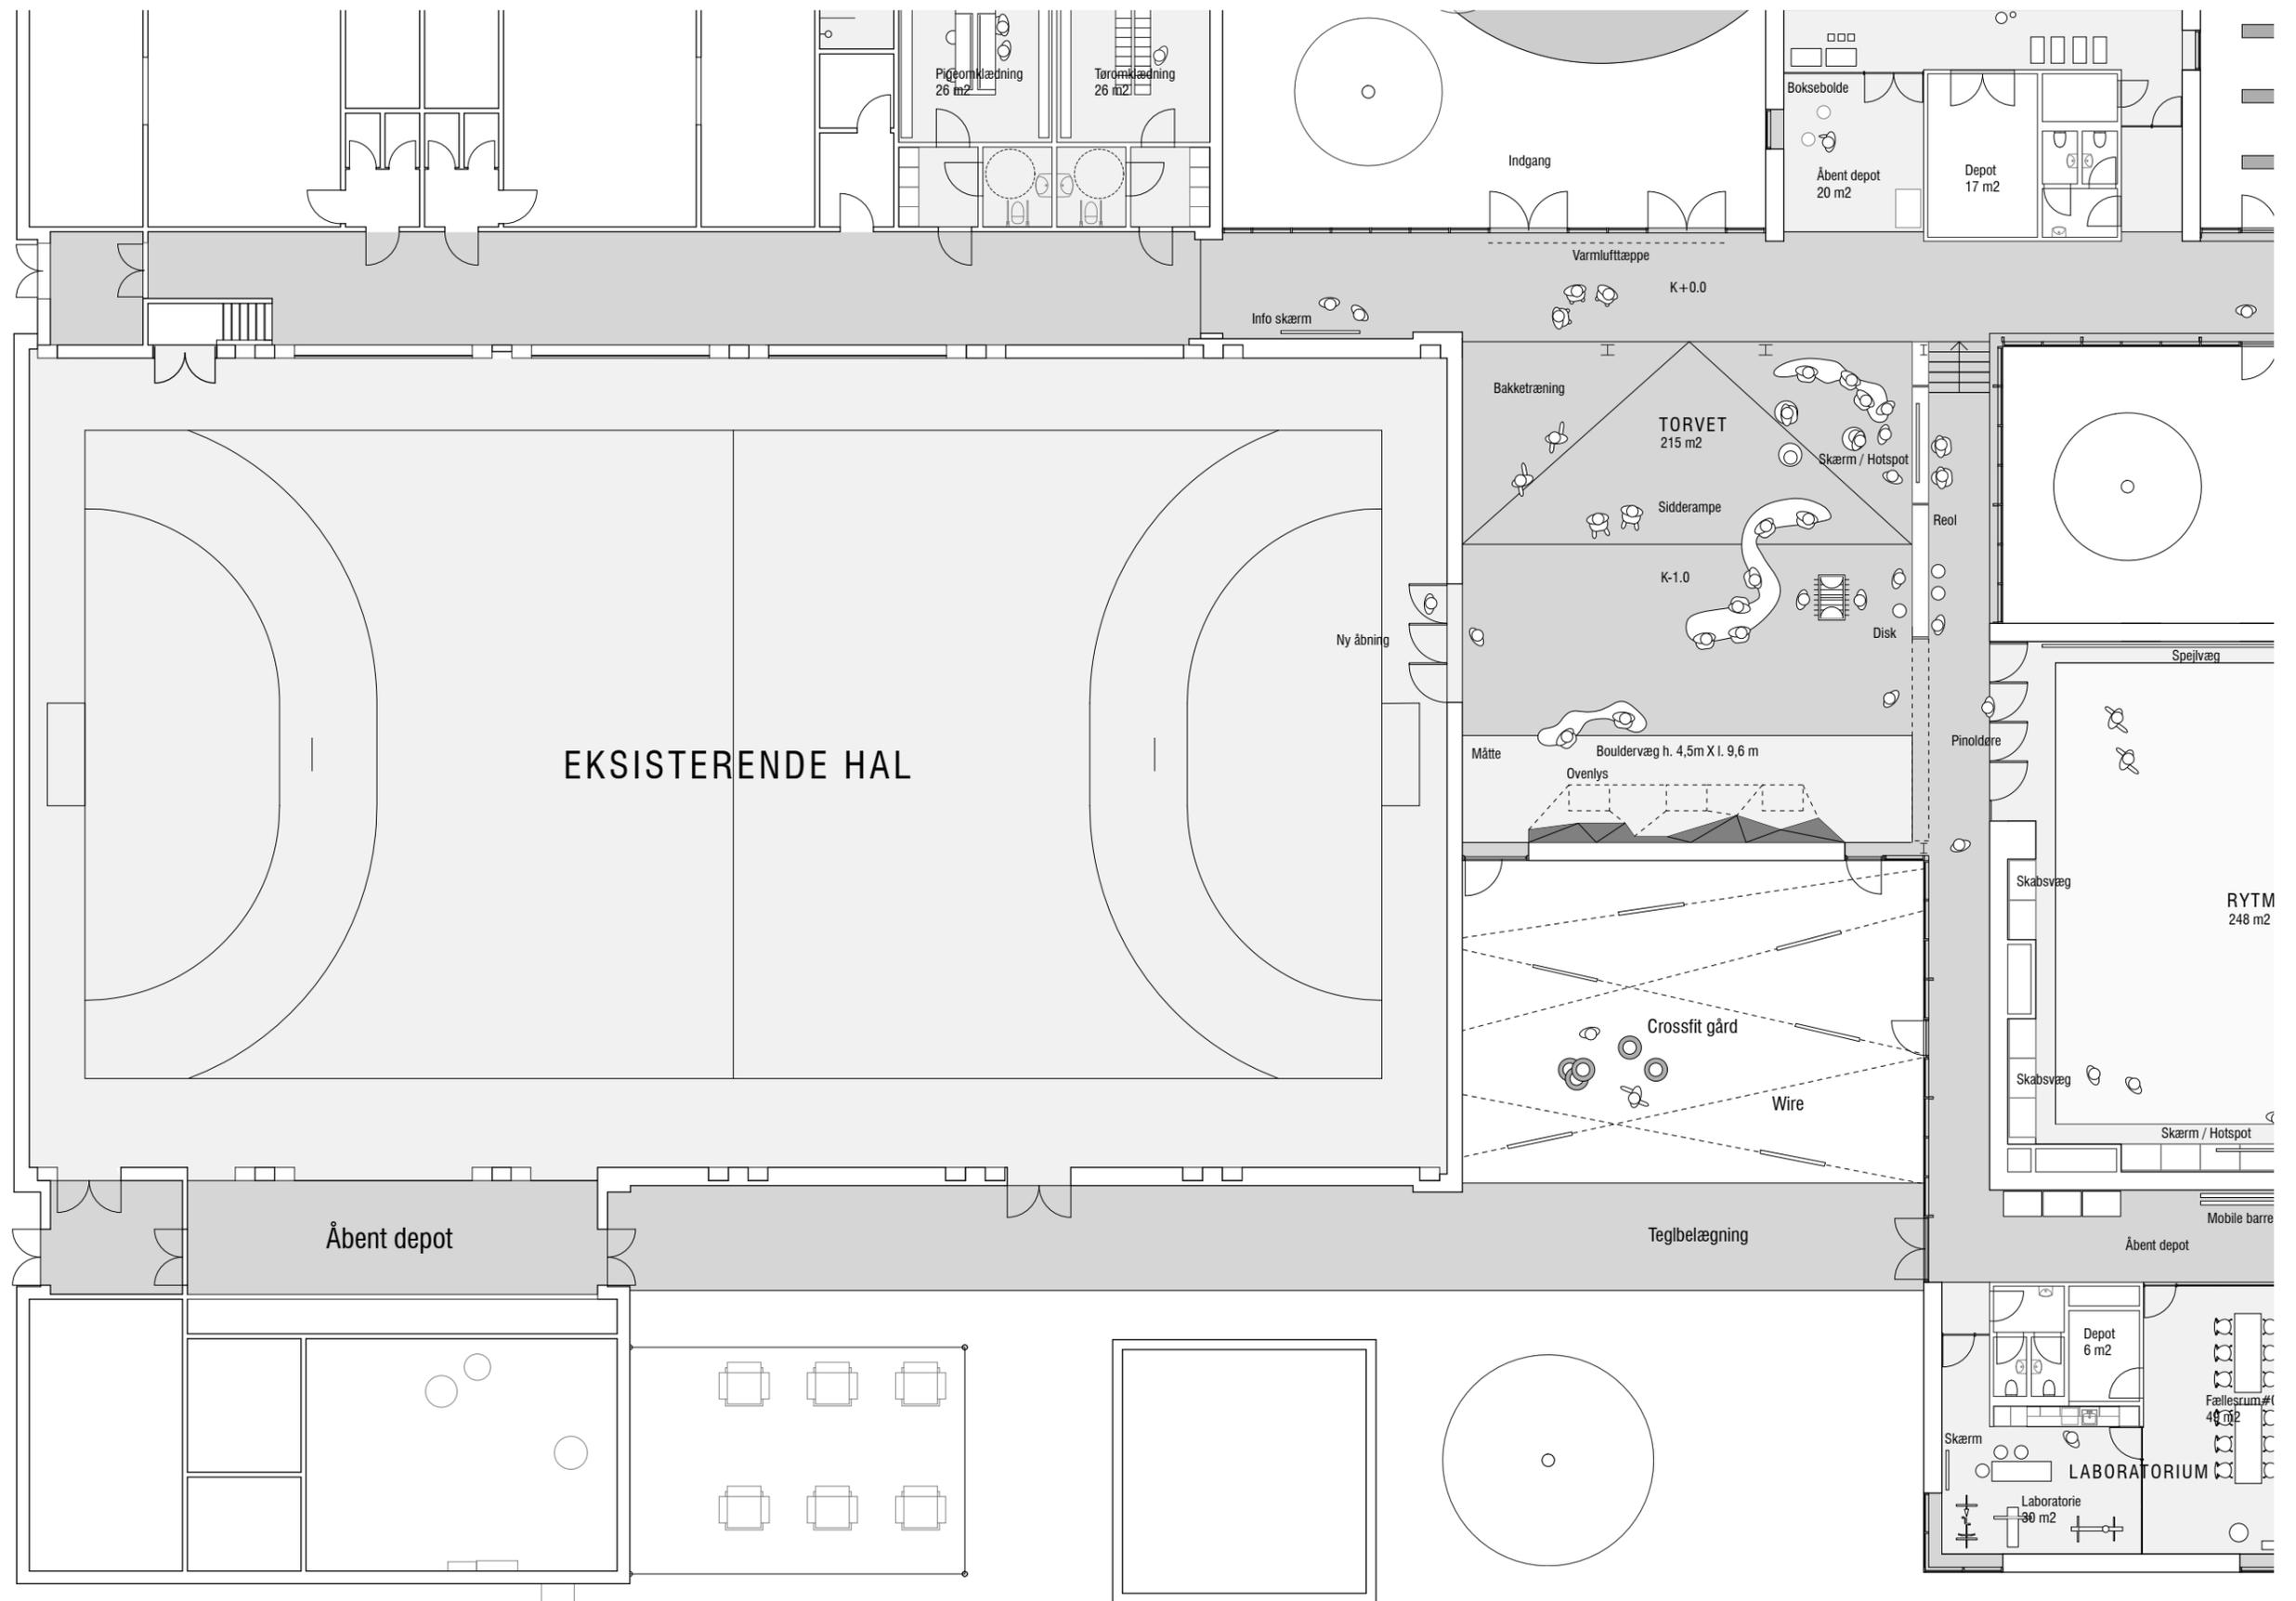 Pigeomklædning
26 m2
Tøromklædning
26 m2
Boksebolde
Indgang
Åbent depot
20 m2
Depot
17 m2
Varmlufttæppe
K+0.0
Info skærm
Bakketræning
TORVET
215 m2
Skærm / Hotspot
Sidderampe
Reol
K-1.0
Ny åbning
Disk
Spejlvæg
Pinoldøre
Måtte
Bouldervæg h. 4,5m X l. 9,6 m
Ovenlys
EKSISTERENDE HAL
Skabsvæg
RYTM
248 m2
Crossfit gård
Skabsvæg
Wire
Skærm / Hotspot
Mobile barre
Åbent depot
Teglbelægning
Åbent depot
Depot
6 m2
Fællesrum#
49 m2
Skærm
LABORATORIUM
Laboratorie
30 m2